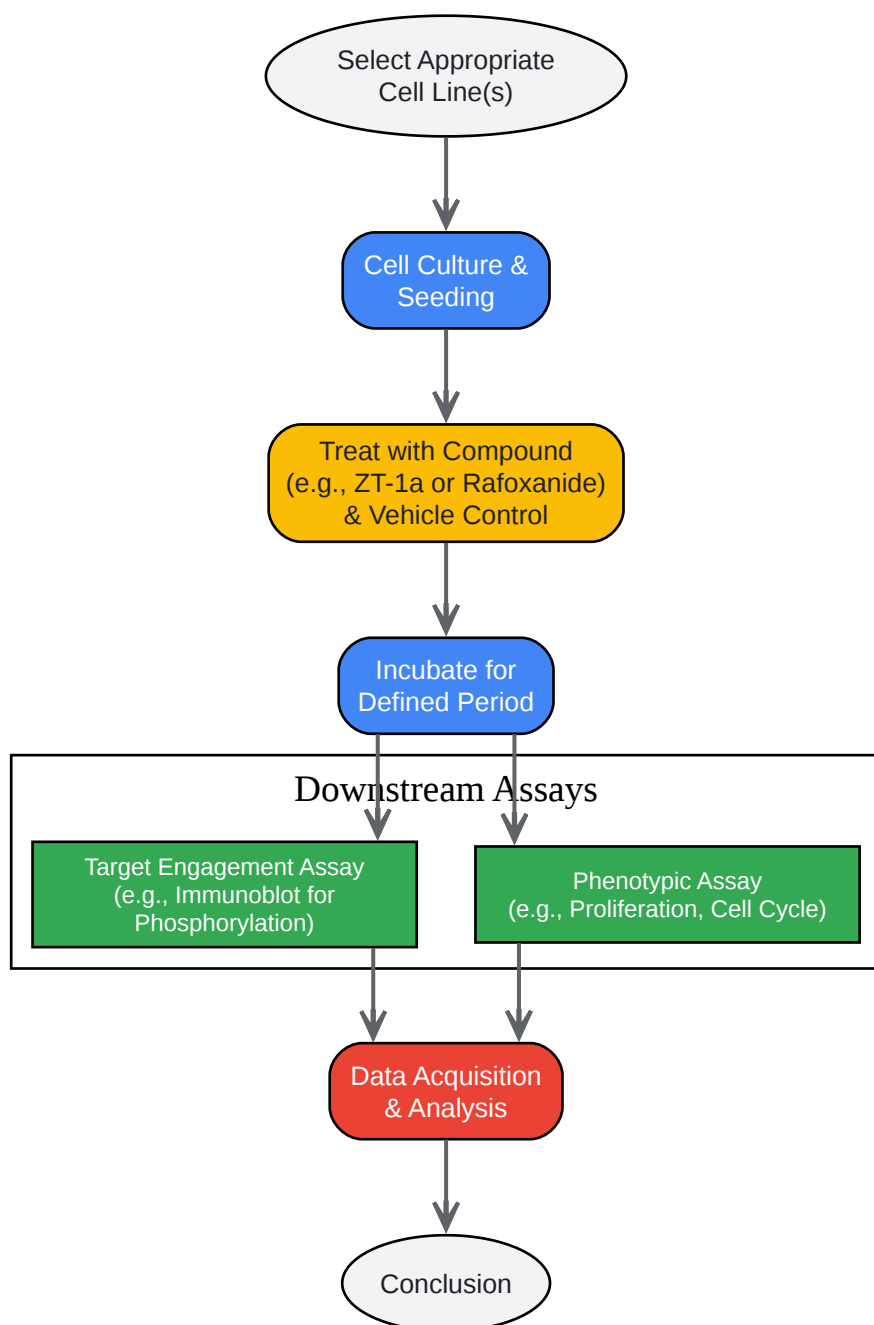 Select Appropriate
Cell Line(s)
Cell Culture &
Seeding
Treat with Compound
(e.g., ZT-1a or Rafoxanide)
& Vehicle Control
Incubate for
Defined Period
Downstream Assays
Target Engagement Assay
(e.g., Immunoblot for
Phosphorylation)
Phenotypic Assay
(e.g., Proliferation, Cell Cycle)
Data Acquisition
& Analysis
Conclusion